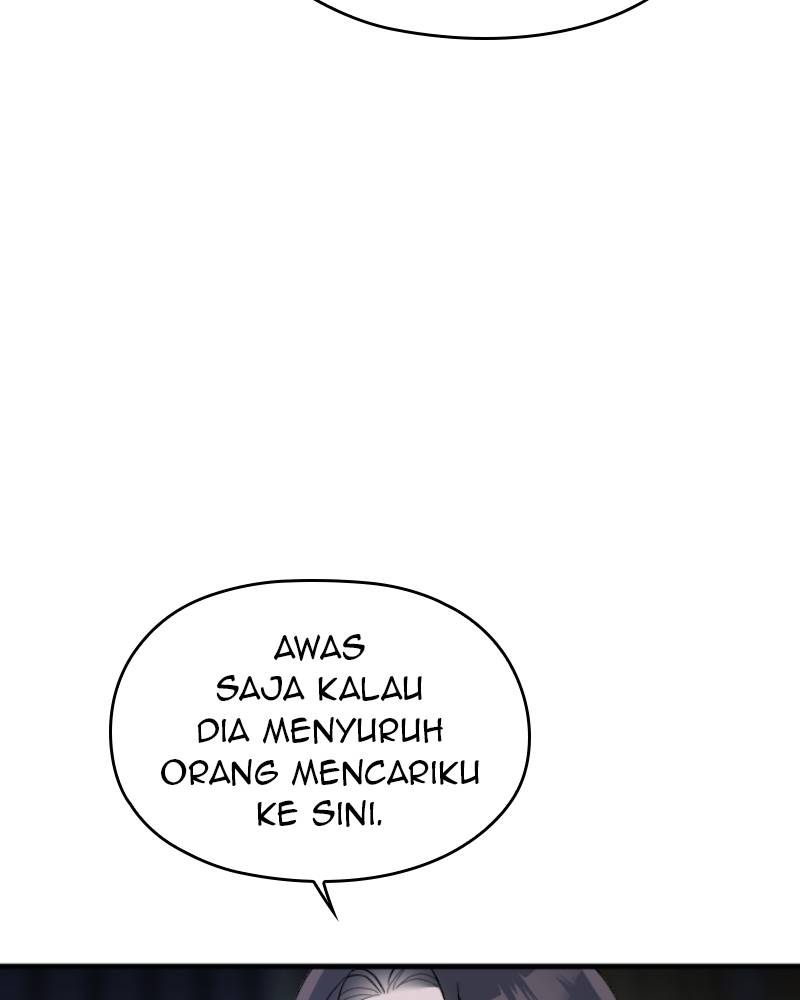 AWAS
SAJA KALAU
DIA MENYURUH
ORANG MENCARIKU
KE SINI.